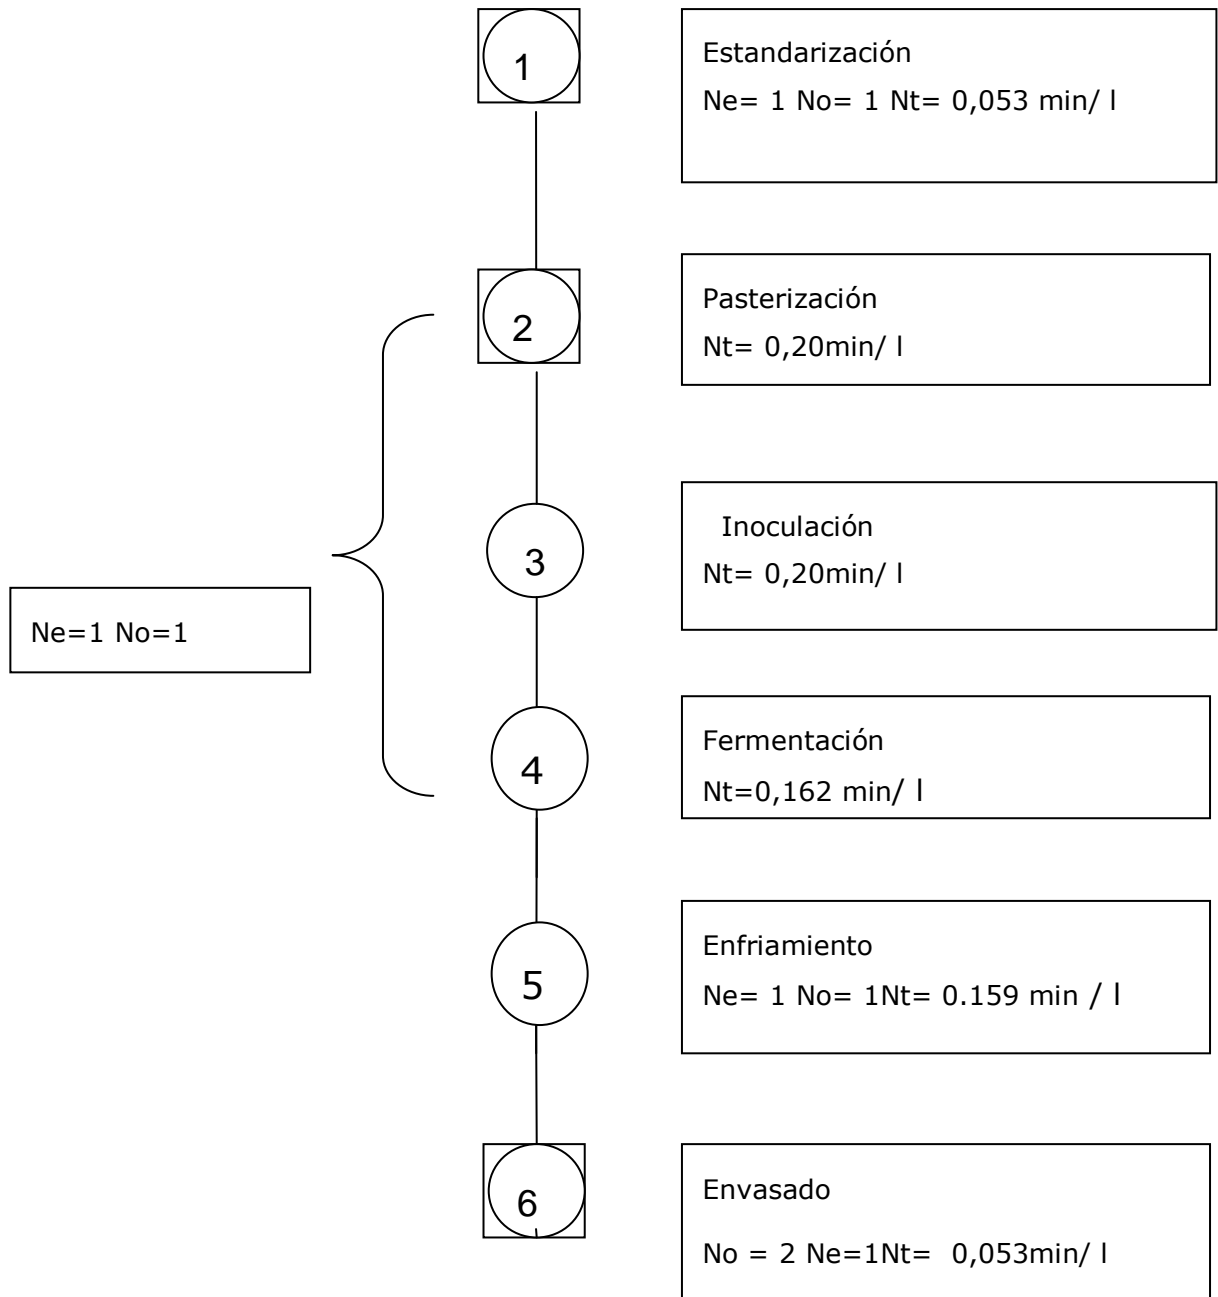 1
Estandarización
Ne= 1 No= 1 Nt= 0,053 min/ l
2
Pasterización
Nt= 0,20min/ l
3
Inoculación
Nt= 0,20min/ l
Ne=1 No=1
4
Fermentación
Nt=0,162 min/ l
5
Enfriamiento
Ne= 1 No= 1Nt= 0.159 min / l
6
Envasado
No = 2 Ne=1Nt= 0,053min/ l